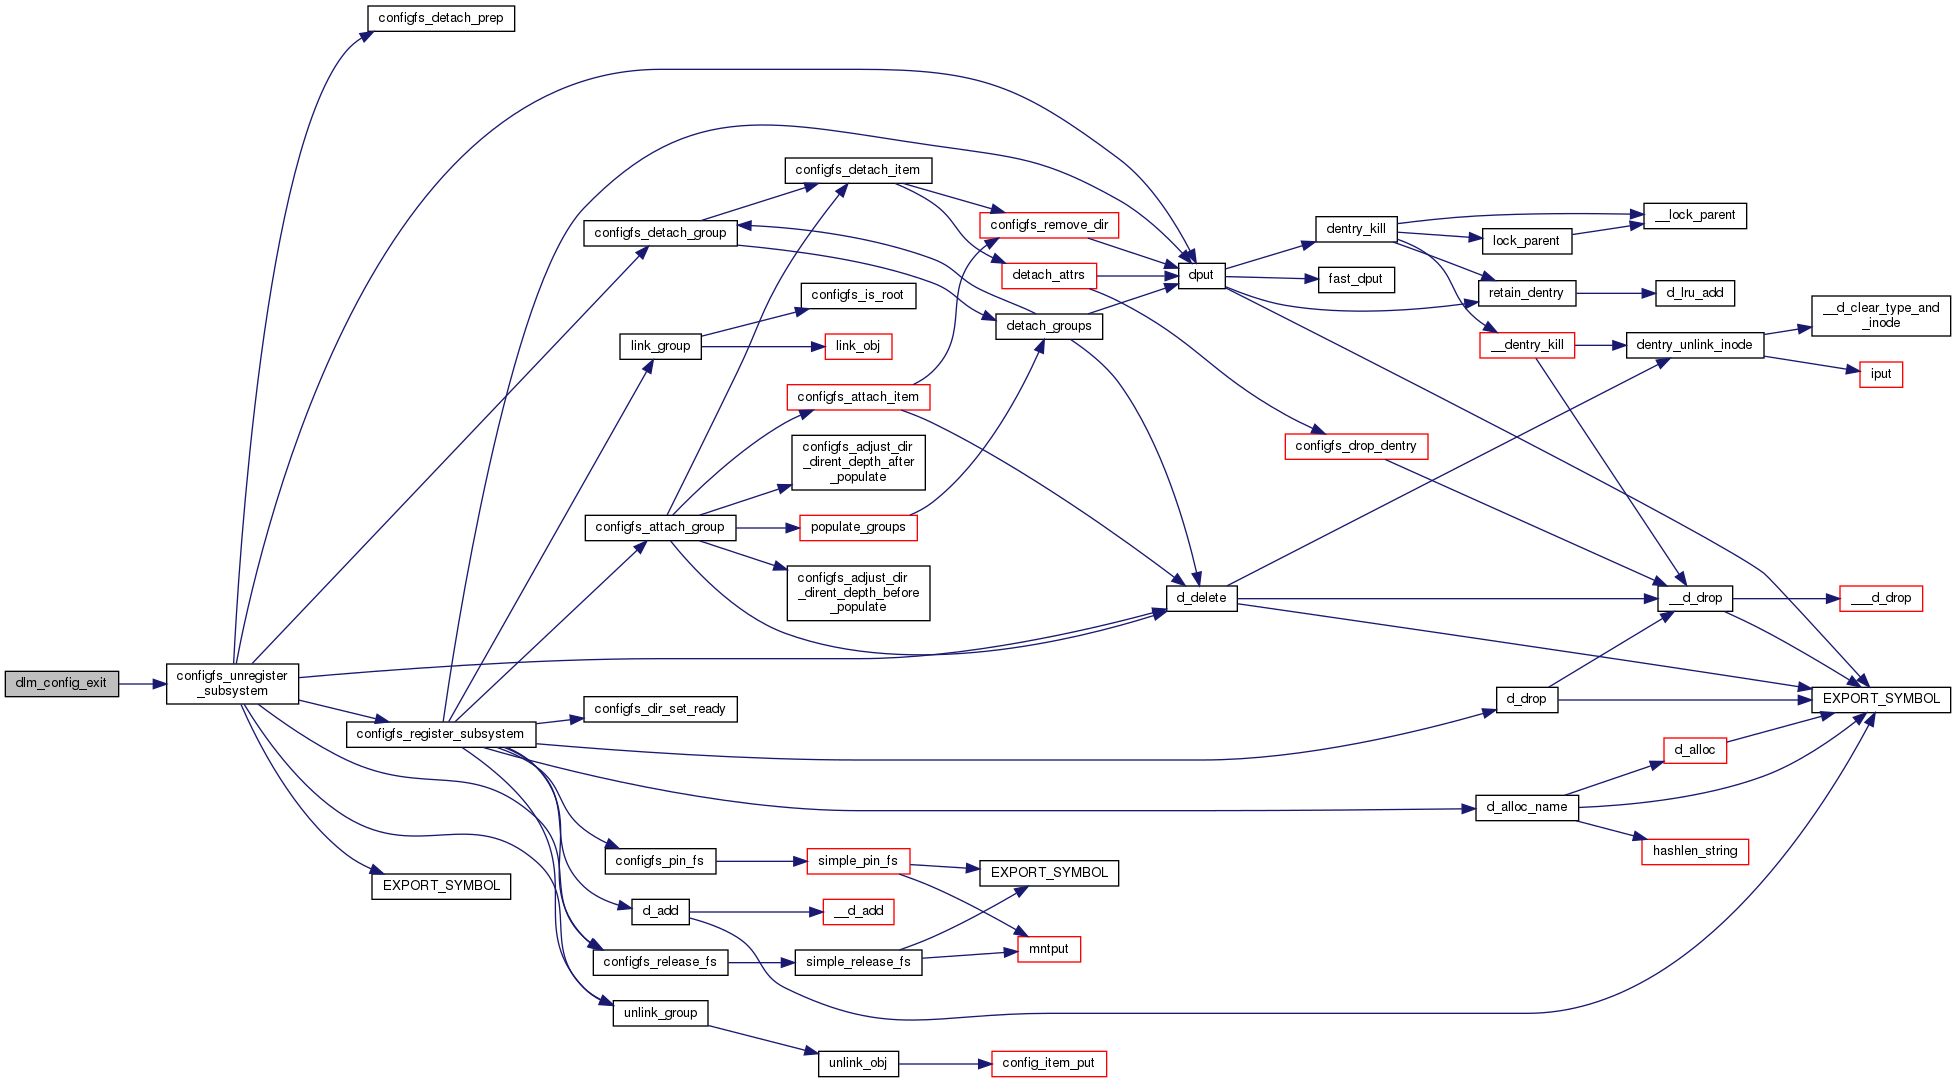 configfs_detach_prep
configfs_detach_item
configfs_remove_dir
configfs_detach_group
detach_attrs
dput
dentry_kill
__lock_parent
lock_parent
fast_dput
retain_dentry
d_lru_add
configfs_is_root
detach_groups
link_group
link_obj
__dentry_kill
dentry_unlink_inode
__d_clear_type_and
_inode
iput
configfs_attach_item
configfs_adjust_dir
_dirent_depth_after
_populate
configfs_drop_dentry
configfs_attach_group
populate_groups
configfs_adjust_dir
_dirent_depth_before
_populate
d_delete
__d_drop
___d_drop
dlm_config_exit
configfs_unregister
_subsystem
configfs_dir_set_ready
configfs_register_subsystem
d_drop
EXPORT_SYMBOL
d_alloc
d_alloc_name
hashlen_string
configfs_pin_fs
simple_pin_fs
EXPORT_SYMBOL
EXPORT_SYMBOL
d_add
__d_add
mntput
configfs_release_fs
simple_release_fs
unlink_group
unlink_obj
config_item_put